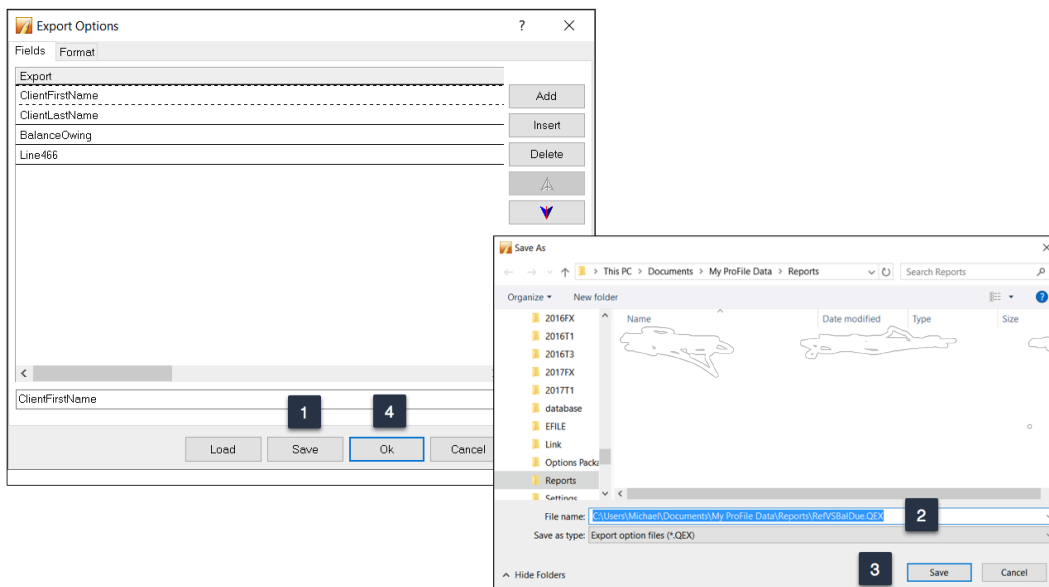 Export Options
?
Fields Format
Export
ClientFirstName
ClientLastName
BalanceOwing
Line466
Add
Insert
Delete
ClientFirstName
1
4
Load Save Ok Cancel
Save As
This PC > Documents > My ProFile Data > Reports
Search Reports
Organize New folder
?
Name Date modified Type Size
2016FX
2016T1
2016T3
2017FX
2017T1
database
EFILE
Link
Options Packa
Reports
Settings
File name: C:\Users\Michael\Documents\My ProFile Data\Reports\RefVSBalDue.QEX
2
Save as type: Export option files (*.QEX)
Hide Folders
3
Save Cancel